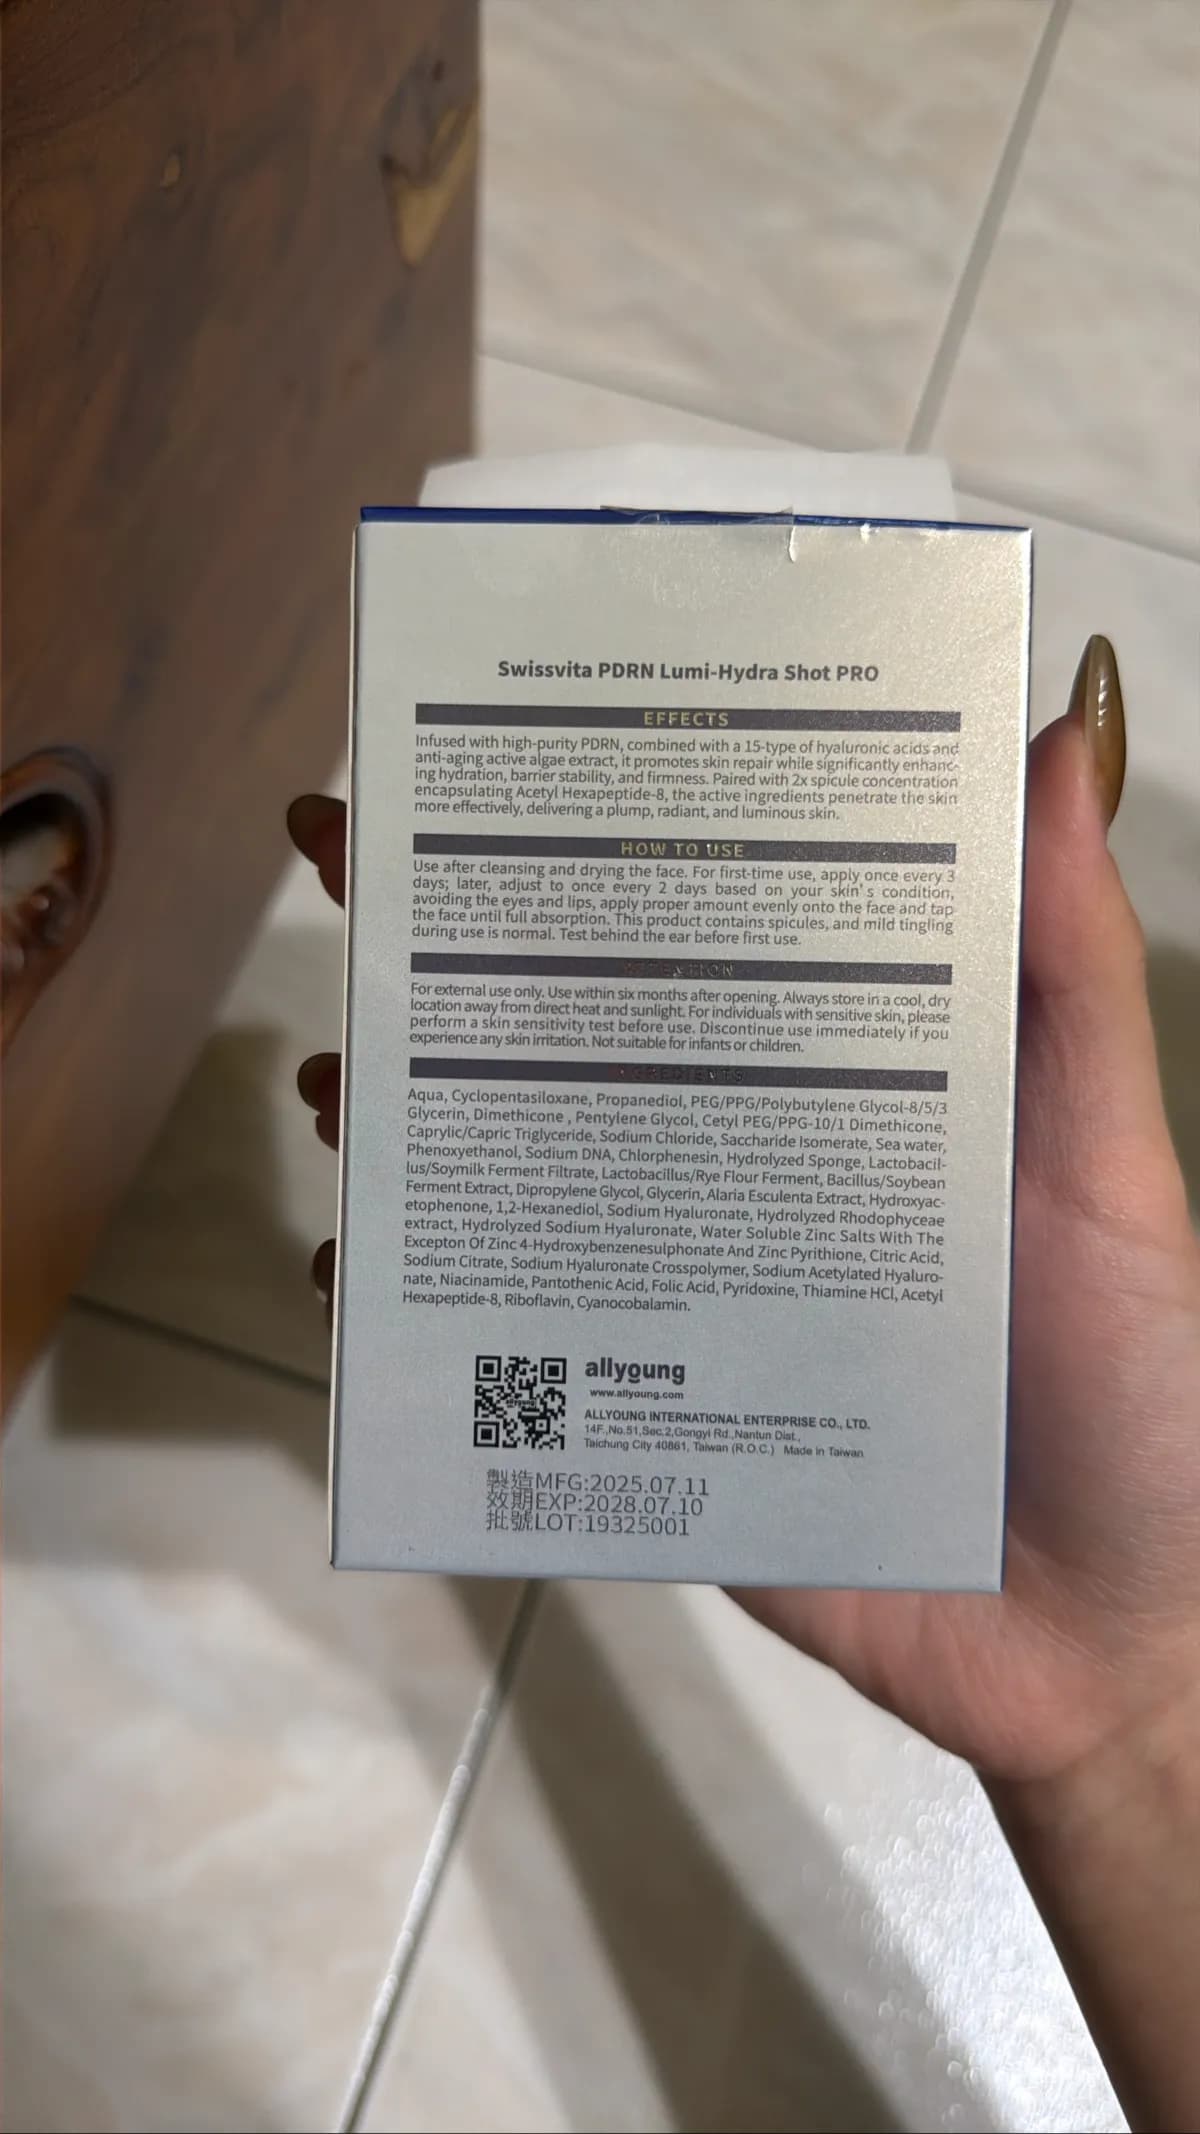 Swissvita PDRN Lumi-Hydra Shot PRO
EFFECTS
Infused with high-purity PDRN, combined with a 15-type of hyaluronic acids and
anti-aging active algae extract, it promotes skin repair while significantly enhanc-
ing hydration, barrier stability, and firmness. Paired with 2x spicule concentration
encapsulating Acetyl Hexapeptide-8, the active ingredients penetrate the skin
more effectively, delivering a plump, radiant, and luminous skin.
HOW TO USE
Use after cleansing and drying the face. For first-time use, apply once every 3
days; later, adjust to once every 2 days based on your skin's condition,
avoiding the eyes and lips, apply proper amount evenly onto the face and tap
the face until full absorption. This product contains spicules, and mild tingling
during use is normal. Test behind the ear before first use.
ATTENTION
For external use only. Use within six months after opening. Always store in a cool, dry
location away from direct heat and sunlight. For individuals with sensitive skin, please
perform a skin sensitivity test before use. Discontinue use immediately if you
experience any skin irritation. Not suitable for infants or children.
INGREDIENTS
Aqua, Cyclopentasiloxane, Propanediol, PEG/PPG/Polybutylene Glycol-8/5/3
Glycerin, Dimethicone , Pentylene Glycol, Cetyl PEG/PPG-10/1 Dimethicone,
Caprylic/Capric Triglyceride, Sodium Chloride, Saccharide Isomerate, Sea water,
Phenoxyethanol, Sodium DNA, Chlorphenesin, Hydrolyzed Sponge, Lactobacil-
lus/Soymilk Ferment Filtrate, Lactobacillus/Rye Flour Ferment, Bacillus/Soybean
Ferment Extract, Dipropylene Glycol, Glycerin, Alaria Esculenta Extract, Hydroxyac-
etophenone, 1,2-Hexanediol, Sodium Hyaluronate, Hydrolyzed Rhodophyceae
extract, Hydrolyzed Sodium Hyaluronate, Water Soluble Zinc Salts With The
Excepton Of Zinc 4-Hydroxybenzenesulphonate And Zinc Pyrithione, Citric Acid,
Sodium Citrate, Sodium Hyaluronate Crosspolymer, Sodium Acetylated Hyaluro-
nate, Niacinamide, Pantothenic Acid, Folic Acid, Pyridoxine, Thiamine HCl, Acetyl
Hexapeptide-8, Riboflavin, Cyanocobalamin.
allyoung
www.allyoung.com
ALLYOUNG INTERNATIONAL ENTERPRISE CO., LTD.
14F.,No.51,Sec.2,Gongyi Rd.,Nantun Dist.,
Taichung City 40861, Taiwan (R.O.C.) Made in Taiwan
製造MFG:2025.07.11
效期EXP:2028.07.10
批號LOT:19325001